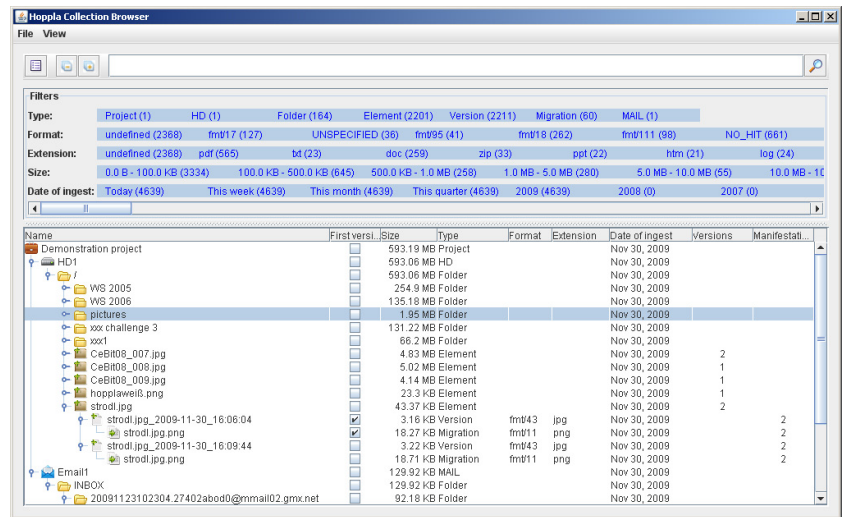 Hoppla Collection Browser
File View
Filters
Type: Project (1) HD (1) Folder (164) Element (2201) Version (2211) Migration (60) MAIL (1)
Format: undefined (2368) fmt/17 (127) UNSPECIFIED (36) fmt/95 (41) fmt/18 (262) fmt/111 (98) NO_HIT (661)
Extension: undefined (2368) pdf (565) txt (23) doc (259) zip (33) ppt (22) htm (21) log (24)
Size: 0.0 B - 100.0 KB (3334) 100.0 KB - 500.0 KB (645) 500.0 KB - 1.0 MB (258) 1.0 MB - 5.0 MB (280) 5.0 MB - 10.0 MB (55) 10.0 MB - 10
Date of ingest: Today (4639) This week (4639) This month (4639) This quarter (4639) 2009 (4639) 2008 (0) 2007 (0)
Name First versi... Size Type Format Extension Date of ingest Versions Manifestati...
Demonstration project 593.19 MB Project Nov 30, 2009
HD1 593.06 MB HD Nov 30, 2009
/ 593.06 MB Folder Nov 30, 2009
WS 2005 254.9 MB Folder Nov 30, 2009
WS 2006 135.18 MB Folder Nov 30, 2009
pictures 1.95 MB Folder Nov 30, 2009
xxx challenge 3 131.22 MB Folder Nov 30, 2009
xxx1 66.2 MB Folder Nov 30, 2009
CeBit08_007.jpg 4.83 MB Element Nov 30, 2009 2
CeBit08_008.jpg 5.02 MB Element Nov 30, 2009 1
CeBit08_009.jpg 4.14 MB Element Nov 30, 2009 1
hopplaweiß.png 23.3 KB Element Nov 30, 2009 1
strodl.jpg 43.37 KB Element Nov 30, 2009 2
strodl.jpg_2009-11-30_16:06:04 3.16 KB Version fmt/43 jpg Nov 30, 2009 2
strodl.jpg.png 18.27 KB Migration fmt/11 png Nov 30, 2009 2
strodl.jpg_2009-11-30_16:09:44 3.22 KB Version fmt/43 jpg Nov 30, 2009 2
strodl.jpg.png 18.71 KB Migration fmt/11 png Nov 30, 2009 2
Email1 129.92 KB MAIL Nov 30, 2009
INBOX 129.92 KB Folder Nov 30, 2009
20091123102304.27402abod0@mmail02.gmx.net 92.18 KB Folder Nov 30, 2009